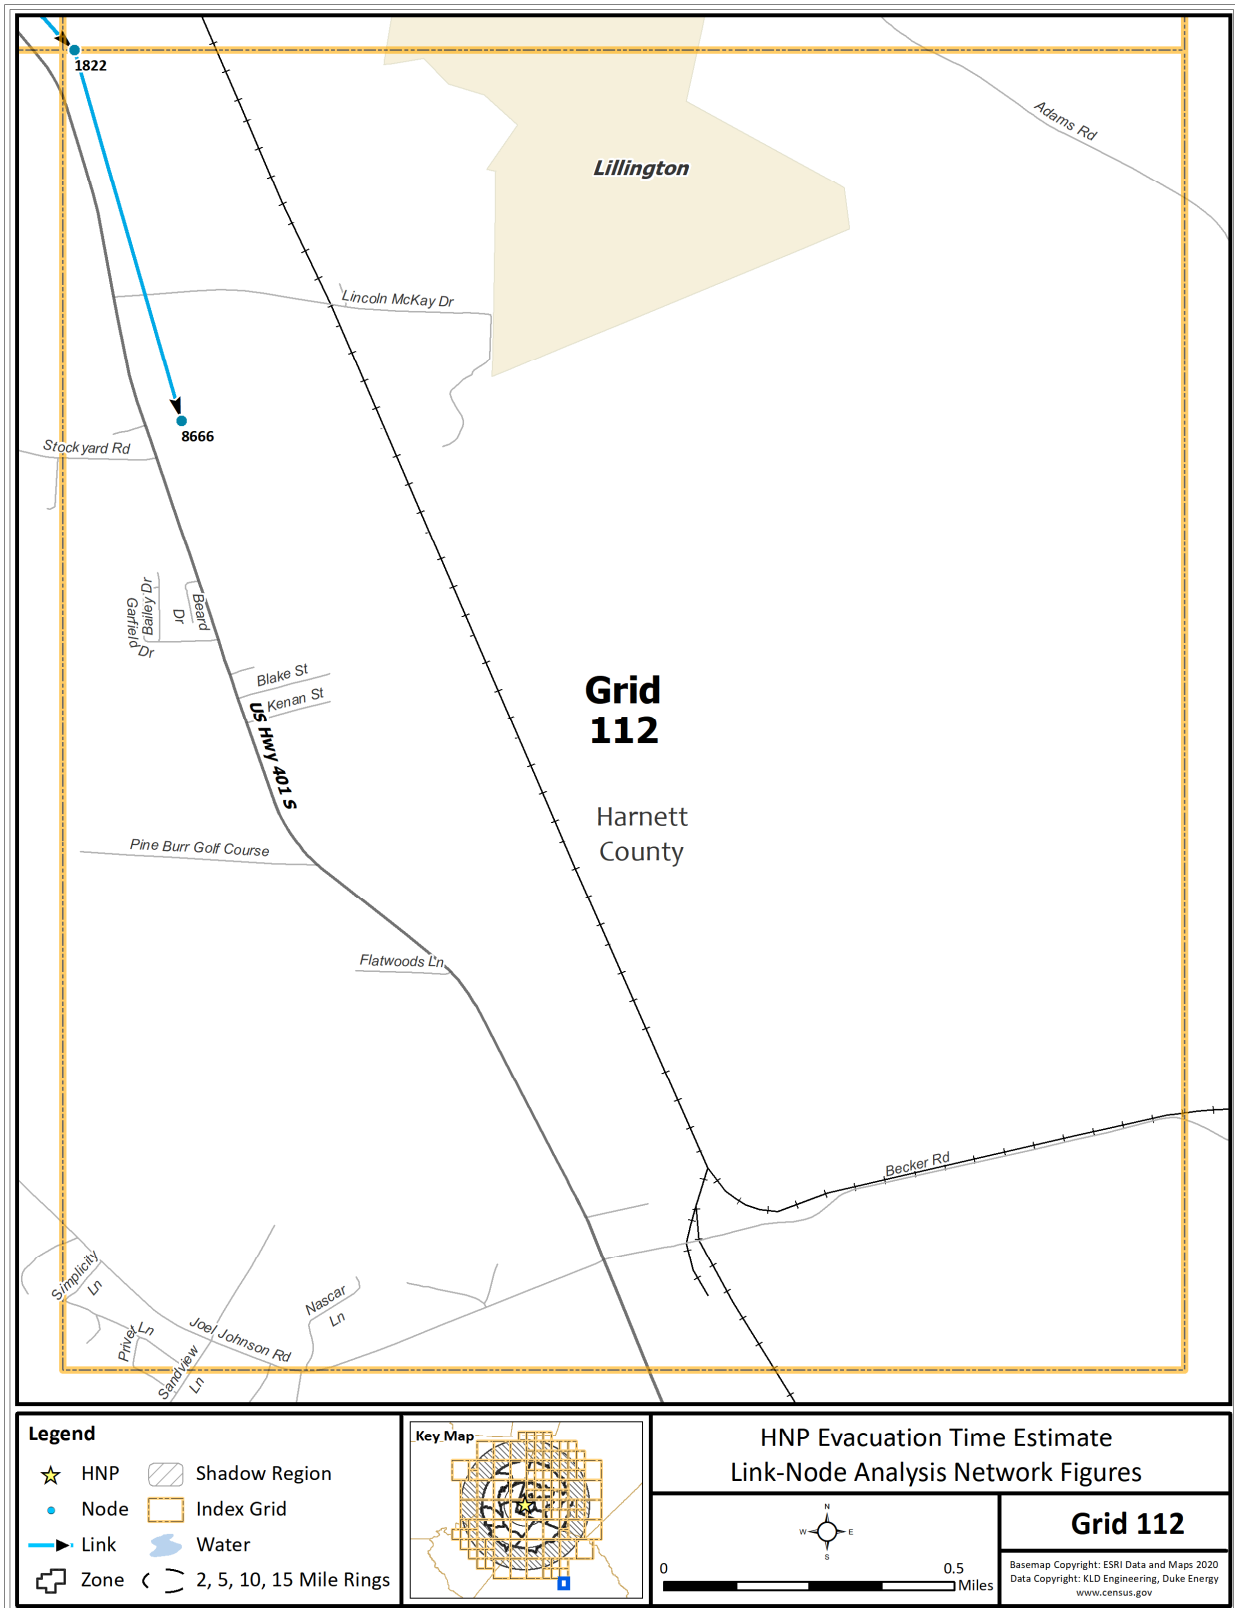 1822
Adams Rd
Lillington
Lincoln McKay Dr
8666
Stockyard Rd
Bailey Dr
Garfield
Dr
Beard
Dr
Blake St
Kenan St
US Hwy 401 S
Grid
112
Harnett
County
Pine Burr Golf Course
Flatwoods Ln
Becker Rd
Simplicity
Ln
Privet Ln
Joel Johnson Rd
Sandview
Ln
Nascar
Ln
Legend
HNP
Shadow Region
Node
Index Grid
Link
Water
Zone
2, 5, 10, 15 Mile Rings
Key Map
HNP Evacuation Time Estimate
Link-Node Analysis Network Figures
N
W E
S
0 0.5
Miles
Grid 112
Basemap Copyright: ESRI Data and Maps 2020
Data Copyright: KLD Engineering, Duke Energy
www.census.gov